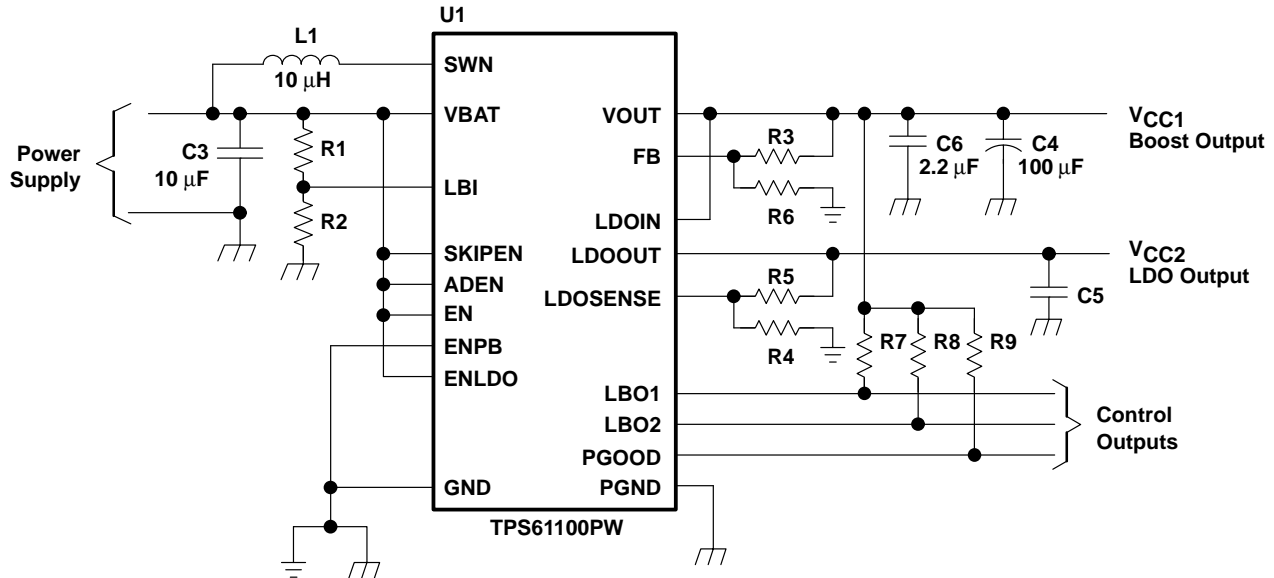 U1
L1
10 μH
SWN
VBAT
Power
Supply
C3
10 μF
R1
LBI
R2
SKIPEN
ADEN
EN
ENPB
ENLDO
GND
VOUT
FB
LDOIN
LDOOUT
LDOSENSE
LBO1
LBO2
PGOOD
PGND
TPS61100PW
R3
R6
C6
2.2 μF
C4
100 μF
VCC1
Boost Output
R5
R4
VCC2
LDO Output
C5
R7
R8
R9
Control
Outputs